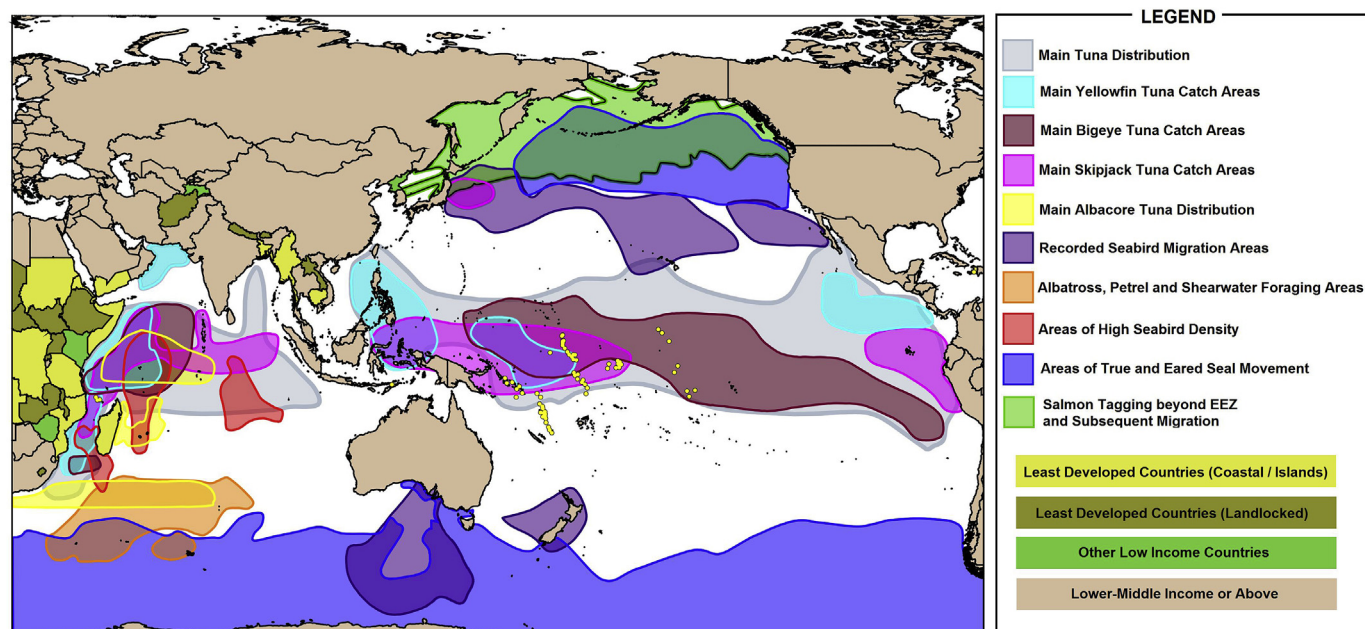 LEGEND
Main Tuna Distribution
Main Yellowfin Tuna Catch Areas
Main Bigeye Tuna Catch Areas
Main Skipjack Tuna Catch Areas
Main Albacore Tuna Distribution
Recorded Seabird Migration Areas
Albatross, Petrel and Shearwater Foraging Areas
Areas of High Seabird Density
Areas of True and Eared Seal Movement
Salmon Tagging beyond EEZ
and Subsequent Migration
Least Developed Countries (Coastal / Islands)
Least Developed Countries (Landlocked)
Other Low Income Countries
Lower-Middle Income or Above